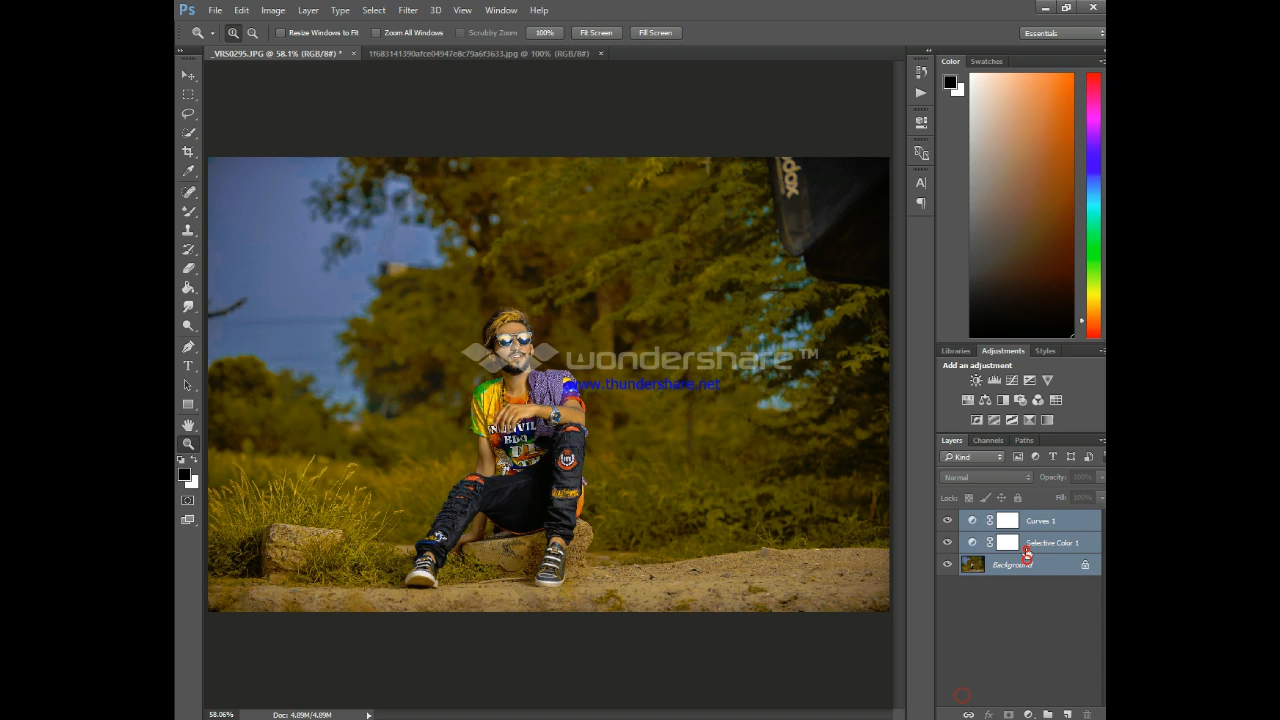 Ps File Edit Image Layer Type Select Filter 3D View Window Help
Resize Windows to Fit Zoom All Windows Scrubby Zoom 100% Fit Screen Fill Screen Essentials
_VRS0295.JPG @ 58.1% (RGB/8#) * × 1f683141390afce04947e8c79a6f3633.jpg @ 100% (RGB/8#) ×
Color Swatches
wondershare™
www.thundershare.net
Libraries Adjustments Styles
Add an adjustment
Layers Channels Paths
Kind
Normal Opacity: 100%
Lock: Fill: 100%
Curves 1
Selective Color 1
Background
58.06% Doc: 4.89M/4.89M